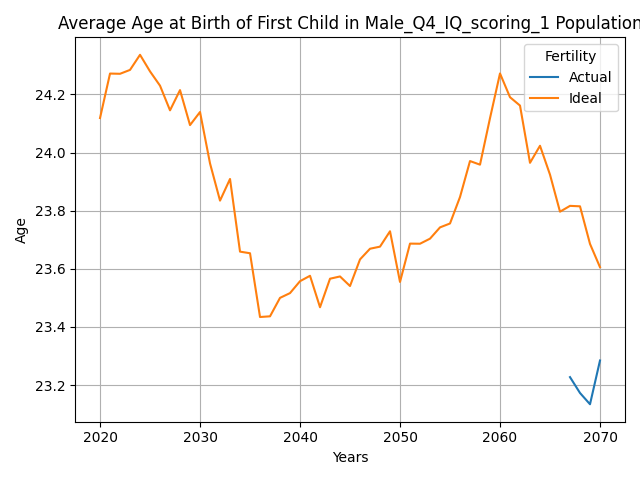 Average Age at Birth of First Child in Male_Q4_IQ_scoring_1 Population
Fertility
Actual
Ideal
24.2
24.0
23.8
23.6
23.4
23.2
Age
2020 2030 2040 2050 2060 2070
Years